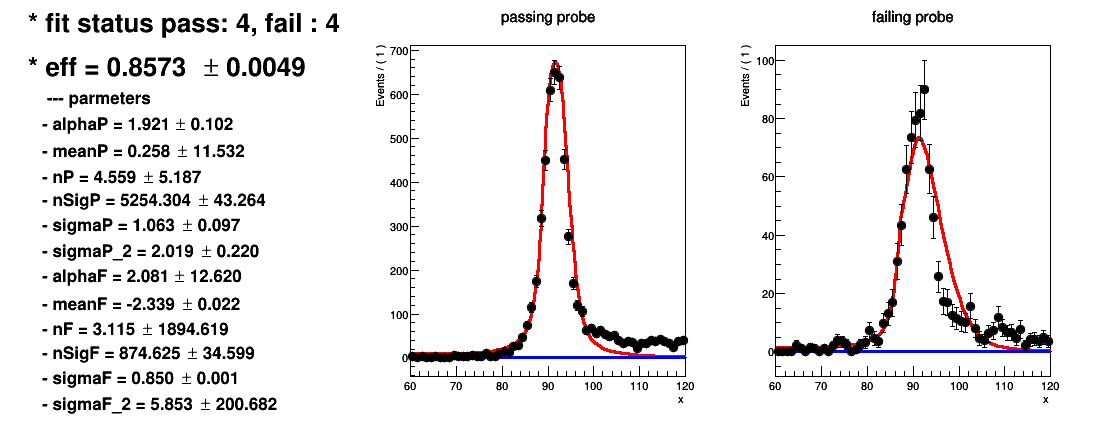 * fit status pass: 4, fail : 4
* eff = 0.8573 ± 0.0049
--- parmeters
- alphaP = 1.921 ± 0.102
- meanP = 0.258 ± 11.532
- nP = 4.559 ± 5.187
- nSigP = 5254.304 ± 43.264
- sigmaP = 1.063 ± 0.097
- sigmaP_2 = 2.019 ± 0.220
- alphaF = 2.081 ± 12.620
- meanF = -2.339 ± 0.022
- nF = 3.115 ± 1894.619
- nSigF = 874.625 ± 34.599
- sigmaF = 0.850 ± 0.001
- sigmaF_2 = 5.853 ± 200.682
passing probe
Events / ( 1 )
700
600
500
400
300
200
100
0
60 70 80 90 100 110 120
x
failing probe
Events / ( 1 )
100
80
60
40
20
0
60 70 80 90 100 110 120
x